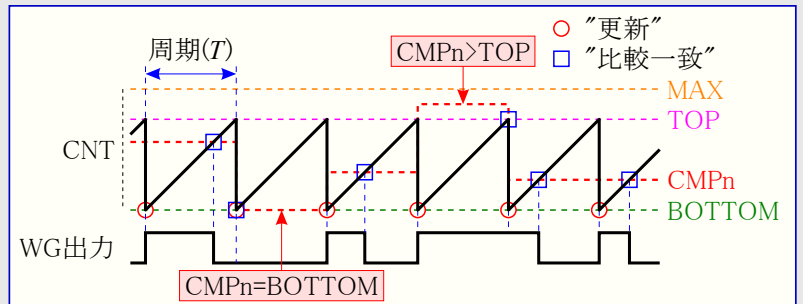 周期(T)
CMPn>TOP
"更新"
"比較一致"
MAX
TOP
CNT
CMPn
BOTTOM
WG出力
CMPn=BOTTOM